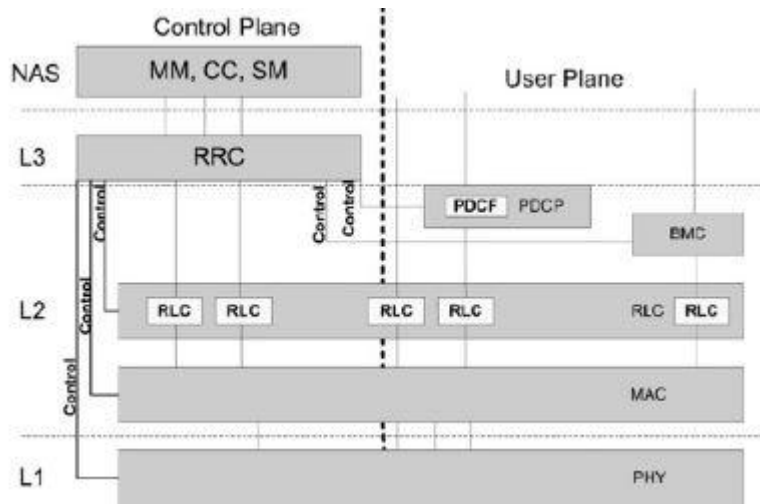 Control Plane
NAS
MM, CC, SM
User Plane
L3
RRC
Control
Control
Control
PDCF
PDCP
BMC
L2
RLC
RLC
RLC
RLC
RLC
RLC
Control
MAC
Control
L1
PHY